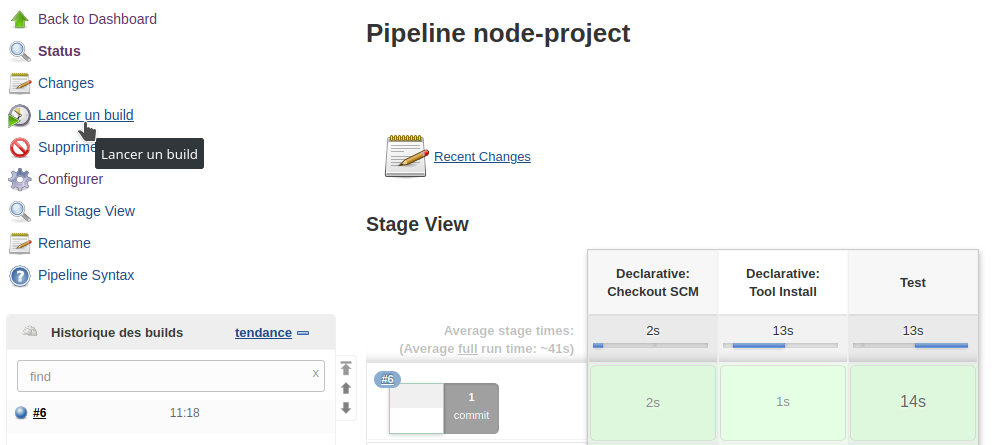 Back to Dashboard
Status
Changes
Lancer un build
Supprime
Lancer un build
Configurer
Full Stage View
Rename
Pipeline Syntax
Historique des builds
tendance
find
x
#6
11:18
Pipeline node-project
Recent Changes
Stage View
Declarative:
Checkout SCM
Declarative:
Tool Install
Test
Average stage times:
(Average full run time: ~41s)
2s
13s
13s
#6
1
commit
2s
1s
14s